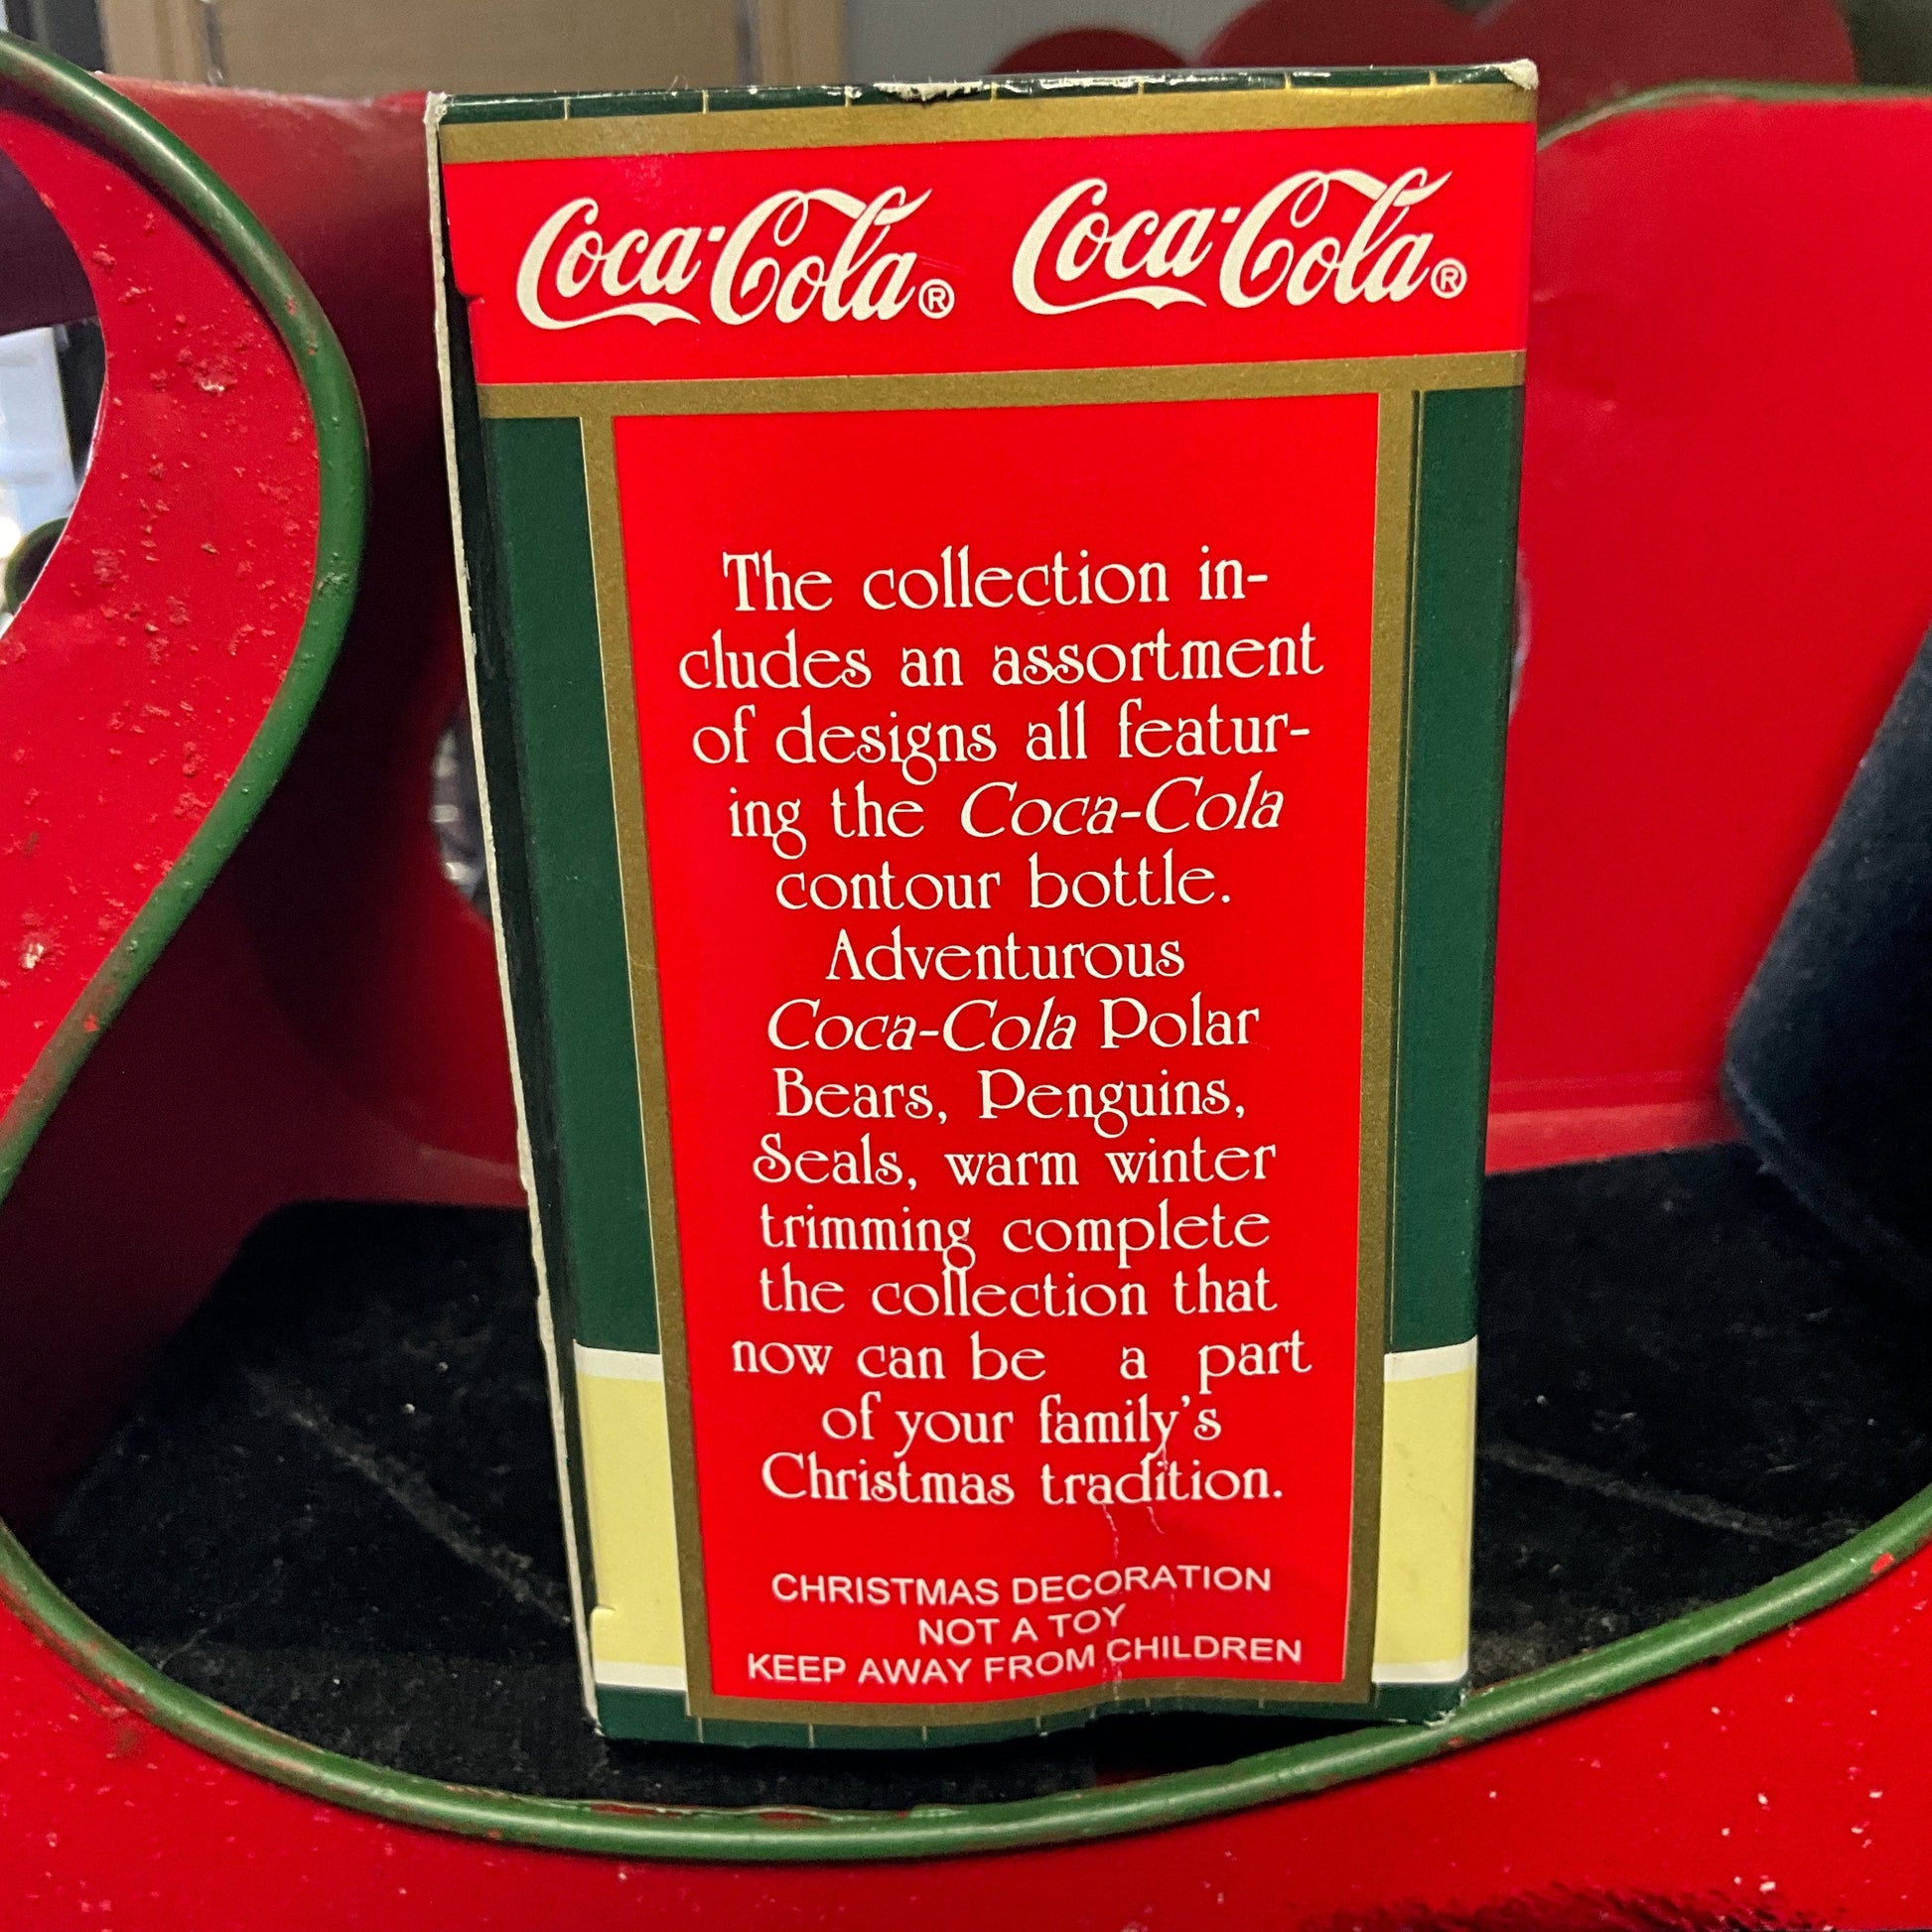 Coca-Cola® Coca-Cola®
The collection in-
cludes an assortment
of designs all featur-
ing the Coca-Cola
contour bottle.
Adventurous
Coca-Cola Polar
Bears, Penguins,
Seals, warm winter
trimming complete
the collection that
now can be a part
of your family's
Christmas tradition.
CHRISTMAS DECORATION
NOT A TOY
KEEP AWAY FROM CHILDREN